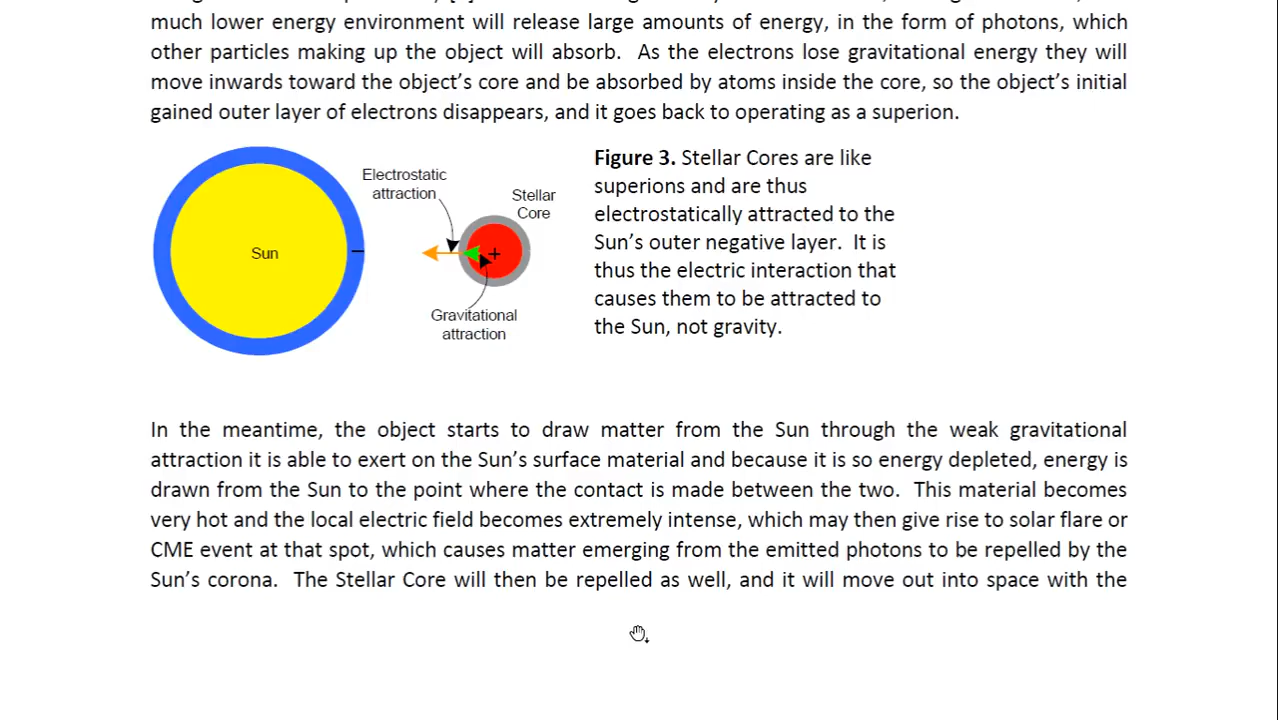 much lower energy environment will release large amounts of energy, in the form of photons, which
other particles making up the object will absorb. As the electrons lose gravitational energy they will
move inwards toward the object's core and be absorbed by atoms inside the core, so the object's initial
gained outer layer of electrons disappears, and it goes back to operating as a superion.
Electrostatic
attraction
Stellar
Core
Sun
−
+
Gravitational
attraction
Figure 3. Stellar Cores are like
superions and are thus
electrostatically attracted to the
Sun's outer negative layer. It is
thus the electric interaction that
causes them to be attracted to
the Sun, not gravity.
In the meantime, the object starts to draw matter from the Sun through the weak gravitational
attraction it is able to exert on the Sun's surface material and because it is so energy depleted, energy is
drawn from the Sun to the point where the contact is made between the two. This material becomes
very hot and the local electric field becomes extremely intense, which may then give rise to solar flare or
CME event at that spot, which causes matter emerging from the emitted photons to be repelled by the
Sun's corona. The Stellar Core will then be repelled as well, and it will move out into space with the